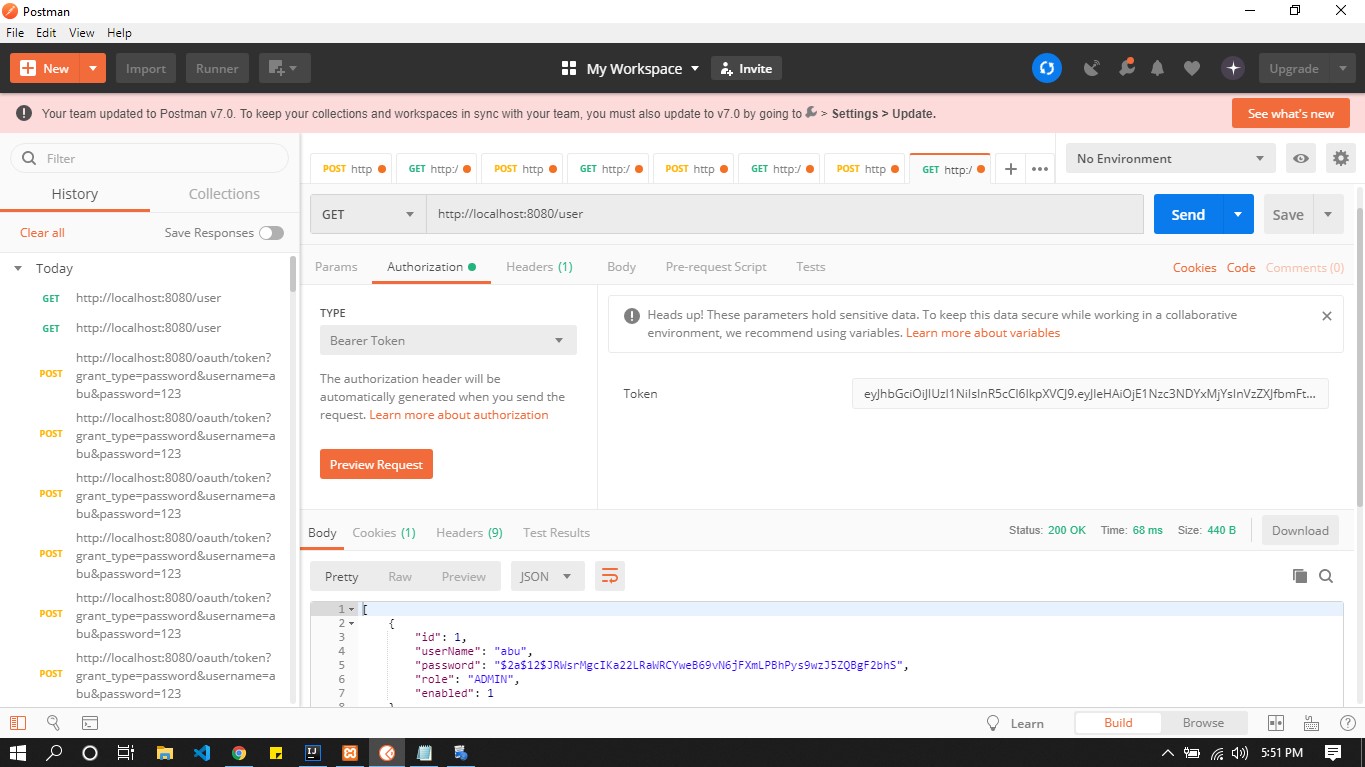 Postman
File Edit View Help
New Import Runner My Workspace Invite Upgrade
Your team updated to Postman v7.0. To keep your collections and workspaces in sync with your team, you must also update to v7.0 by going to > Settings > Update.
See what's new
Filter
History Collections
Clear all Save Responses
Today
GET http://localhost:8080/user
GET http://localhost:8080/user
POST http://localhost:8080/oauth/token?
grant_type=password&username=a
bu&password=123
POST http://localhost:8080/oauth/token?
grant_type=password&username=a
bu&password=123
POST http://localhost:8080/oauth/token?
grant_type=password&username=a
bu&password=123
POST http://localhost:8080/oauth/token?
grant_type=password&username=a
bu&password=123
POST http://localhost:8080/oauth/token?
grant_type=password&username=a
bu&password=123
POST http://localhost:8080/oauth/token?
grant_type=password&username=a
bu&password=123
POST http GET http:/ POST http GET http:/ POST http GET http:/ POST http GET http:/
No Environment
GET http://localhost:8080/user Send Save
Params Authorization Headers (1) Body Pre-request Script Tests Cookies Code Comments (0)
TYPE
Bearer Token
The authorization header will be
automatically generated when you send the
request. Learn more about authorization
Preview Request
Heads up! These parameters hold sensitive data. To keep this data secure while working in a collaborative
environment, we recommend using variables. Learn more about variables
Token eyJhbGciOiJIUzI1NiIsInR5cCI6IkpXVCJ9.eyJleHAiOjE1Nzc3NDYxMjYsInVzZXJfbmFt...
Body Cookies (1) Headers (9) Test Results Status: 200 OK Time: 68 ms Size: 440 B Download
Pretty Raw Preview JSON
1 [
2 {
3 "id": 1,
4 "userName": "abu",
5 "password": "$2a$12$JRWsrMgcIKa22LRaWRCYweB69vN6jFXmLPBhPys9wzJ5ZQBgF2bhS",
6 "role": "ADMIN",
7 "enabled": 1
8 }
Learn Build Browse
5:51 PM